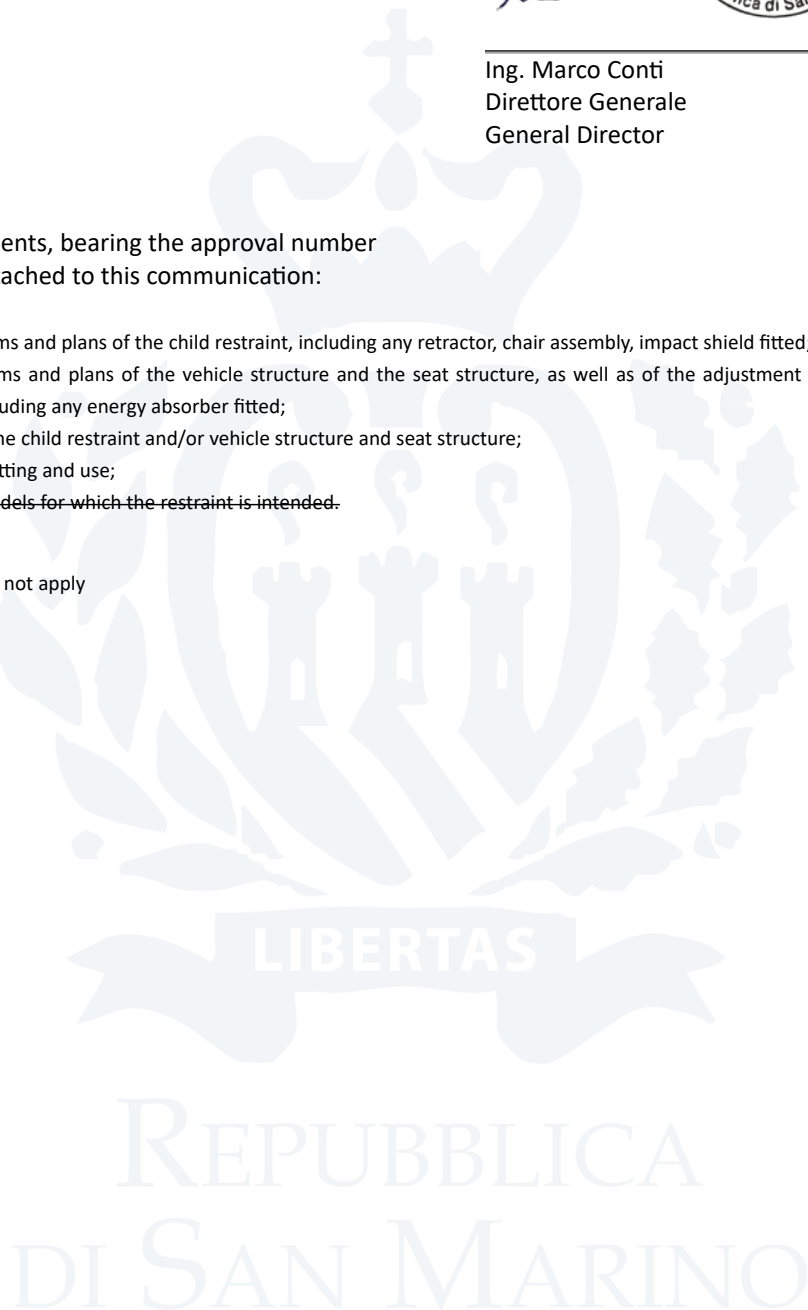 ca di Sa
Ing. Marco Conti
Direttore Generale
General Director
ents, bearing the approval number
tached to this communication:
ms and plans of the child restraint, including any retractor, chair assembly, impact shield fitted;
ms and plans of the vehicle structure and the seat structure, as well as of the adjustment
uding any energy absorber fitted;
he child restraint and/or vehicle structure and seat structure;
tting and use;
dels for which the restraint is intended.
not apply
LIBERTAS
REPUBBLICA
DI SAN MARINO